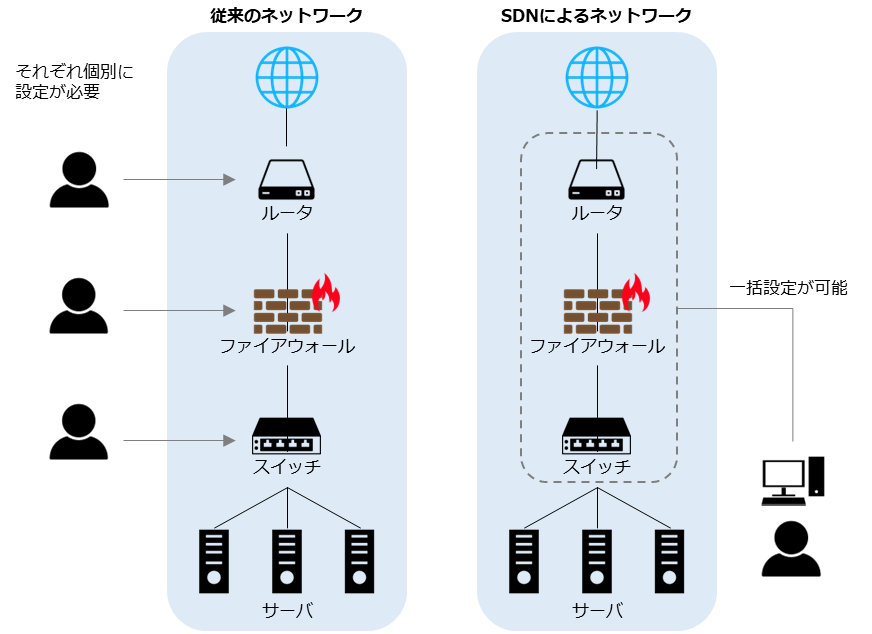 従来のネットワーク
それぞれ個別に
設定が必要
ルータ
ファイアウォール
スイッチ
サーバ
SDNによるネットワーク
ルータ
ファイアウォール
スイッチ
サーバ
一括設定が可能